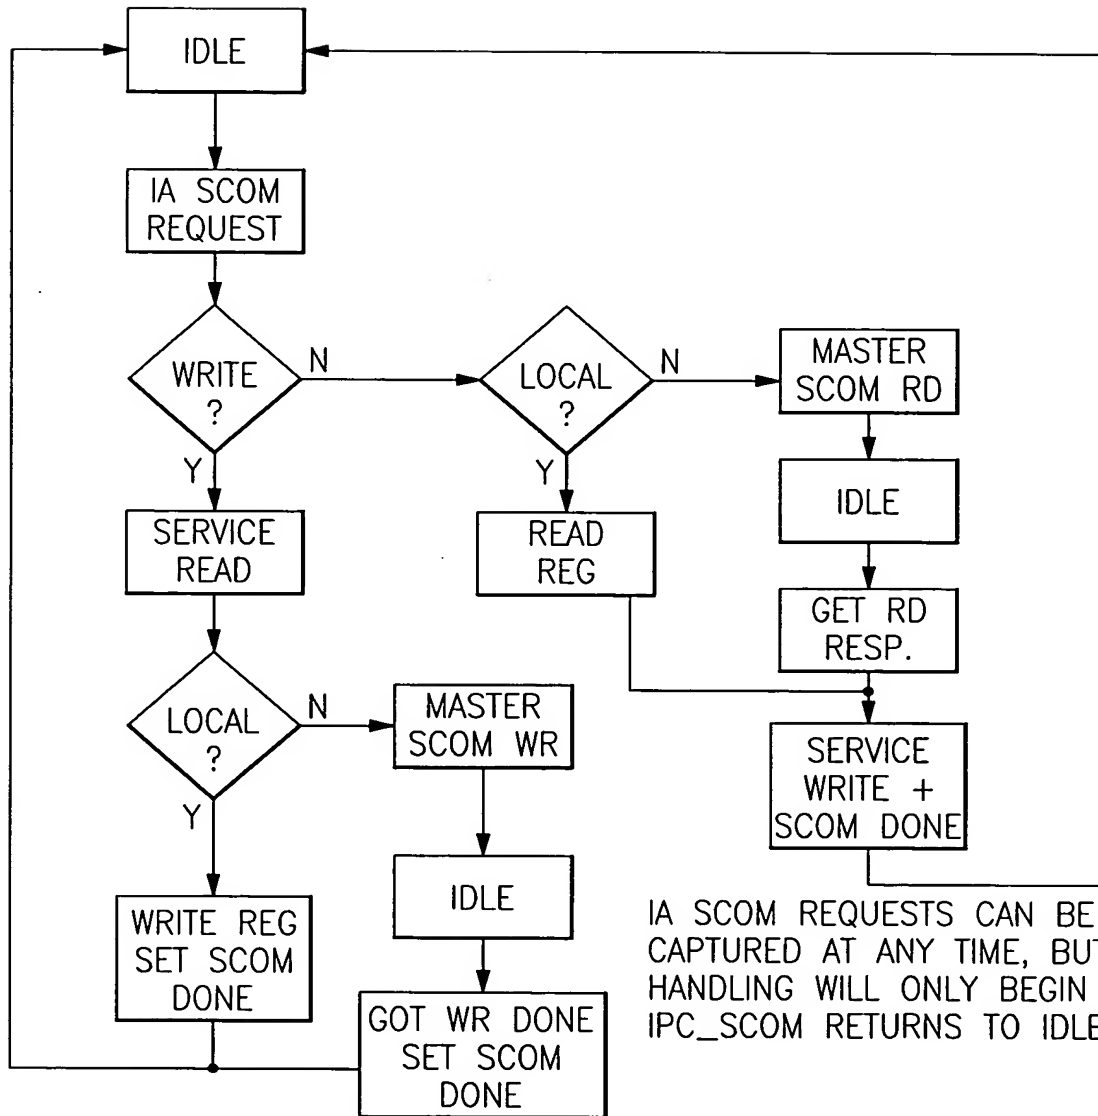 IDLE
IA SCOM
REQUEST
WRITE
?
N
Y
LOCAL
?
N
Y
MASTER
SCOM RD
IDLE
GET RD
RESP.
READ
REG
SERVICE
WRITE +
SCOM DONE
SERVICE
READ
LOCAL
?
N
Y
MASTER
SCOM WR
IDLE
GOT WR DONE
SET SCOM
DONE
WRITE REG
SET SCOM
DONE
IA SCOM REQUESTS CAN BE
CAPTURED AT ANY TIME, BUT
HANDLING WILL ONLY BEGIN
IPC_SCOM RETURNS TO IDLE